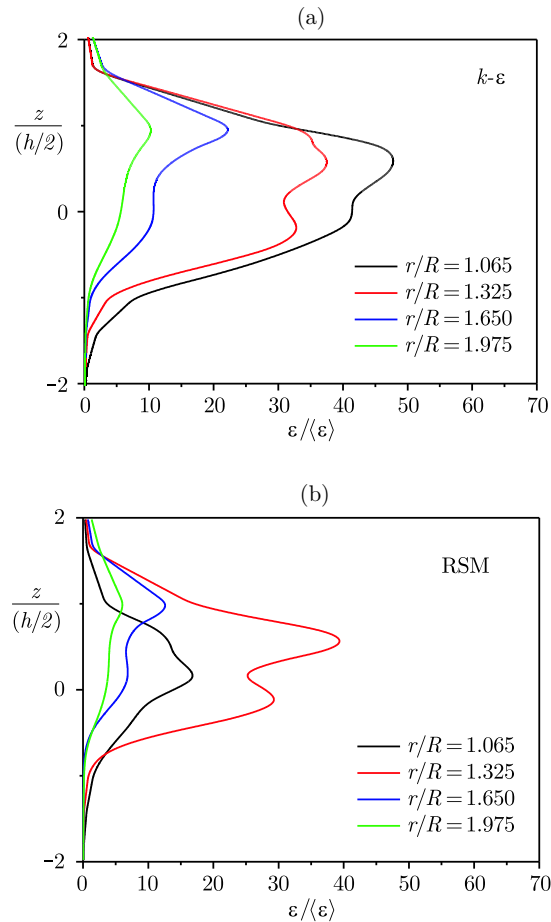 (a)
2
0
−2
z
(h/2)
k-ε
r/R=1.065
r/R=1.325
r/R=1.650
r/R=1.975
0 10 20 30 40 50 60 70
ε/⟨ε⟩
(b)
2
0
−2
z
(h/2)
RSM
r/R=1.065
r/R=1.325
r/R=1.650
r/R=1.975
0 10 20 30 40 50 60 70
ε/⟨ε⟩